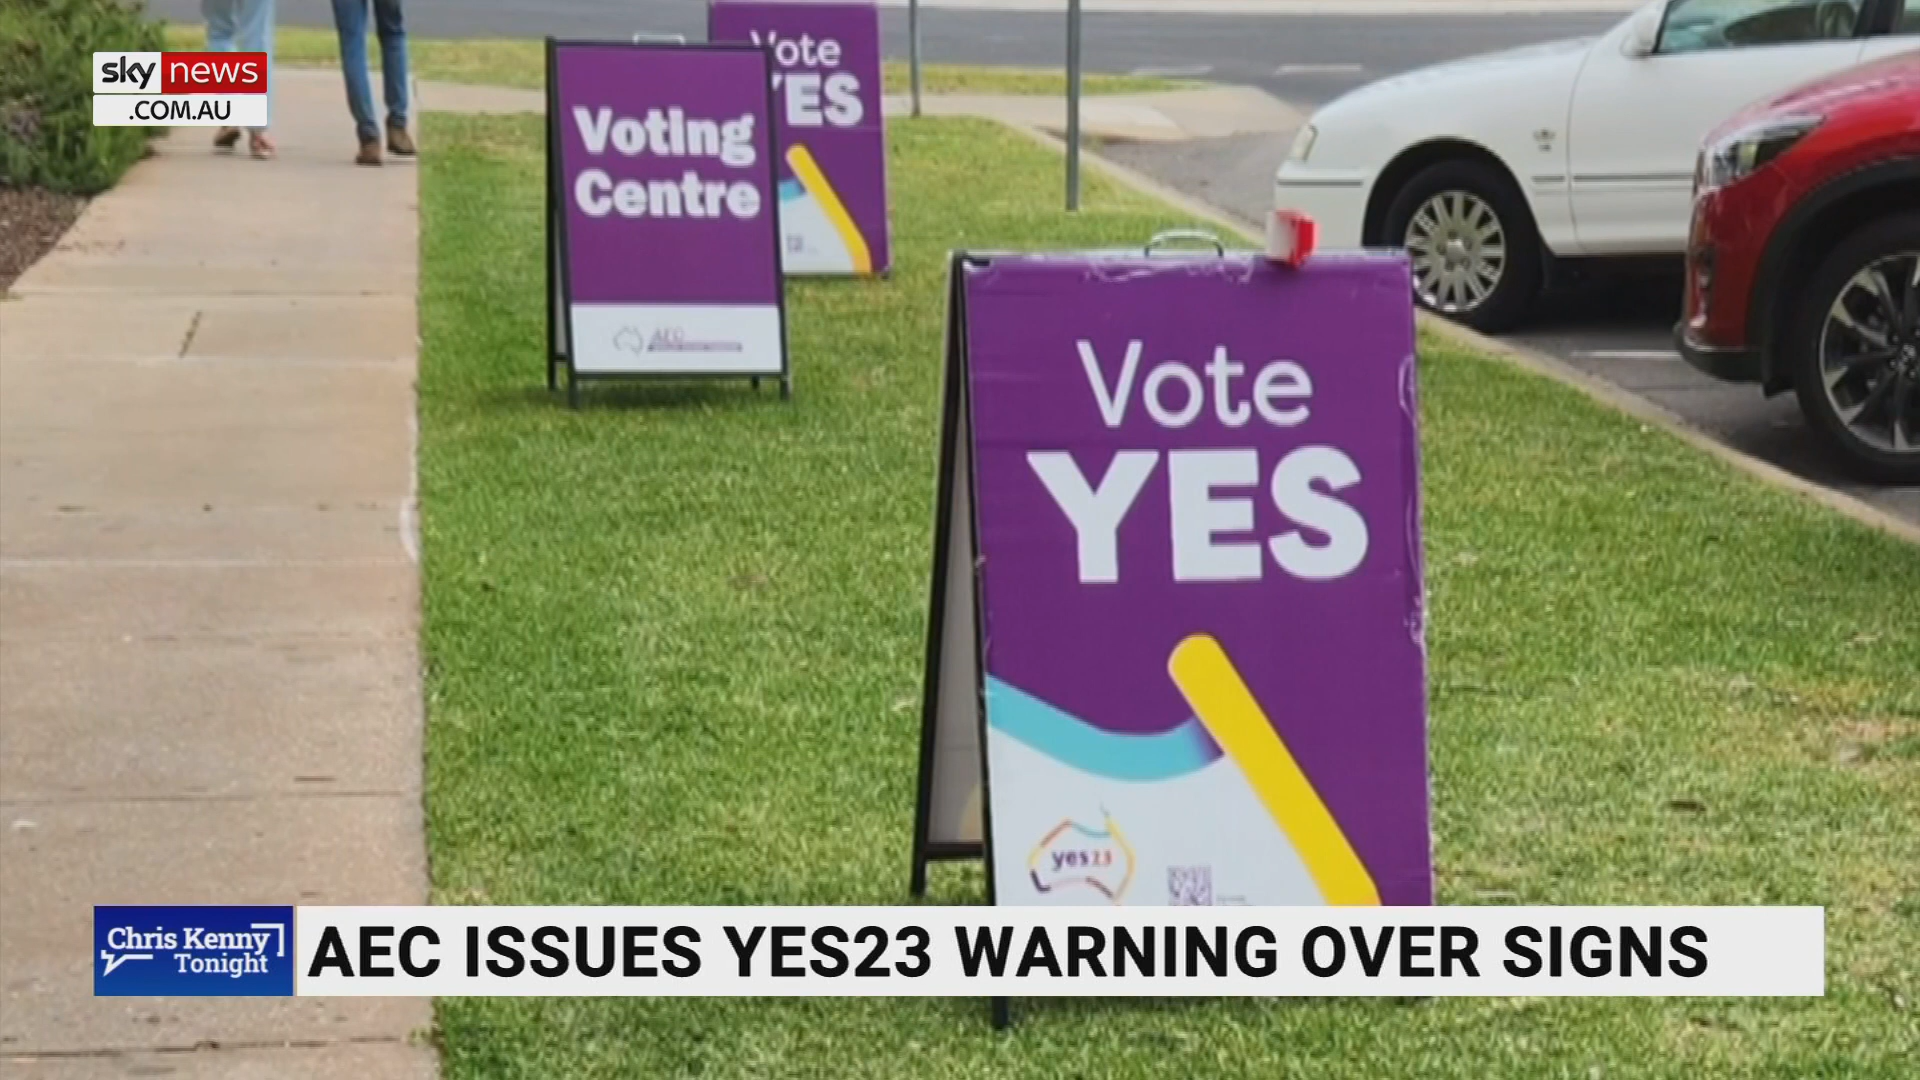 sky news
.COM.AU
Voting
Centre
AEC
Vote
YES
Vote
YES
yes23
Chris Kenny
Tonight
AEC ISSUES YES23 WARNING OVER SIGNS